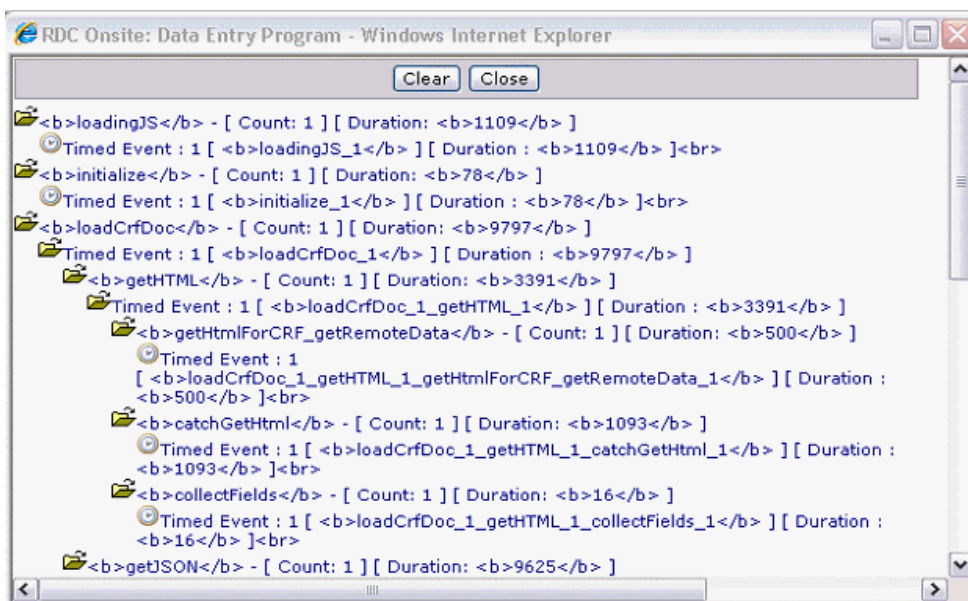 RDC Onsite: Data Entry Program - Windows Internet Explorer
Clear Close
<b>loadingJS</b> - [ Count: 1 ] [ Duration: <b>1109</b> ]
Timed Event : 1 [ <b>loadingJS_1</b> ] [ Duration : <b>1109</b> ]<br>
<b>initialize</b> - [ Count: 1 ] [ Duration: <b>78</b> ]
Timed Event : 1 [ <b>initialize_1</b> ] [ Duration : <b>78</b> ]<br>
<b>loadCrfDoc</b> - [ Count: 1 ] [ Duration: <b>9797</b> ]
Timed Event : 1 [ <b>loadCrfDoc_1</b> ] [ Duration : <b>9797</b> ]
<b>getHTML</b> - [ Count: 1 ] [ Duration: <b>3391</b> ]
Timed Event : 1 [ <b>loadCrfDoc_1_getHTML_1</b> ] [ Duration : <b>3391</b> ]
<b>getHtmlForCRF_getRemoteData</b> - [ Count: 1 ] [ Duration: <b>500</b> ]
Timed Event : 1
[ <b>loadCrfDoc_1_getHTML_1_getHtmlForCRF_getRemoteData_1</b> ] [ Duration :
<b>500</b> ]<br>
<b>catchGetHtml</b> - [ Count: 1 ] [ Duration: <b>1093</b> ]
Timed Event : 1 [ <b>loadCrfDoc_1_getHTML_1_catchGetHtml_1</b> ] [ Duration :
<b>1093</b> ]<br>
<b>collectFields</b> - [ Count: 1 ] [ Duration: <b>16</b> ]
Timed Event : 1 [ <b>loadCrfDoc_1_getHTML_1_collectFields_1</b> ] [ Duration :
<b>16</b> ]<br>
<b>getJSON</b> - [ Count: 1 ] [ Duration: <b>9625</b> ]